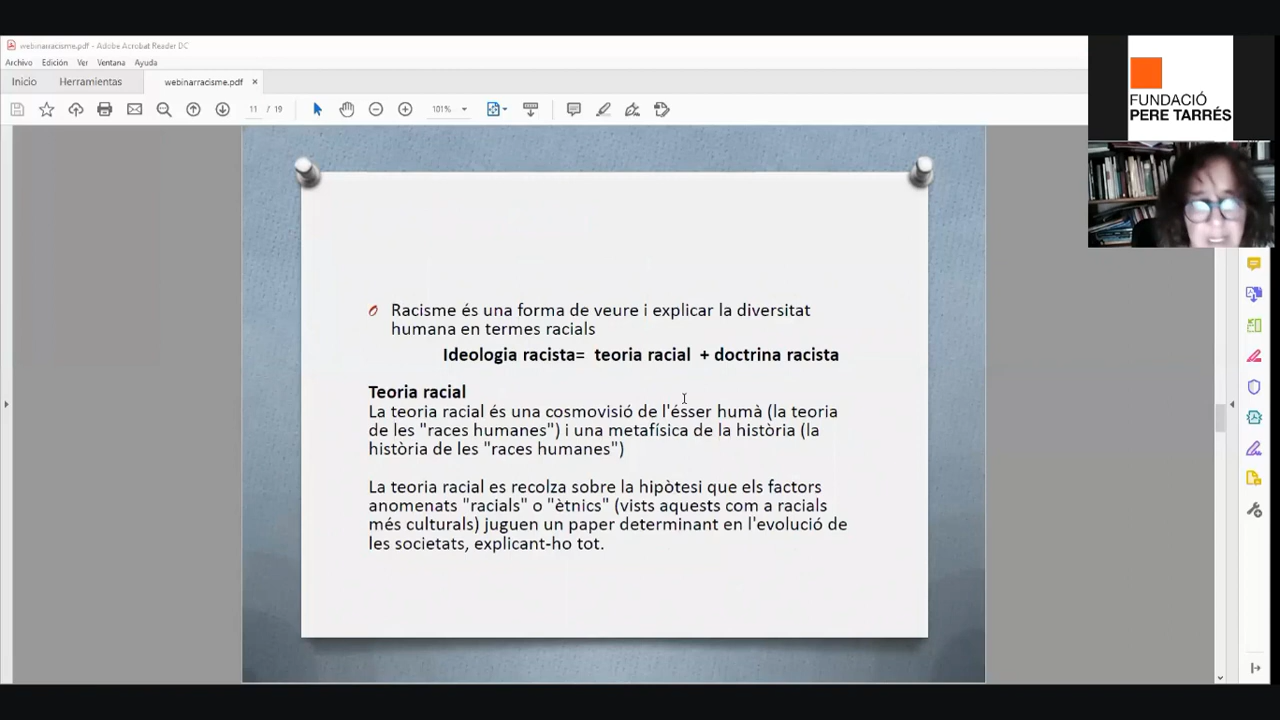 webinarracisme.pdf - Adobe Acrobat Reader DC
Archivo Edición Ver Ventana Ayuda
Inicio Herramientas webinarracisme.pdf ×
11 / 19 101%
FUNDACIÓ
PERE TARRÉS
Racisme és una forma de veure i explicar la diversitat
humana en termes racials
Ideologia racista= teoria racial + doctrina racista
Teoria racial
La teoria racial és una cosmovisió de l'ésser humà (la teoria
de les "races humanes") i una metafísica de la història (la
història de les "races humanes")
La teoria racial es recolza sobre la hipòtesi que els factors
anomenats "racials" o "ètnics" (vists aquests com a racials
més culturals) juguen un paper determinant en l'evolució de
les societats, explicant-ho tot.